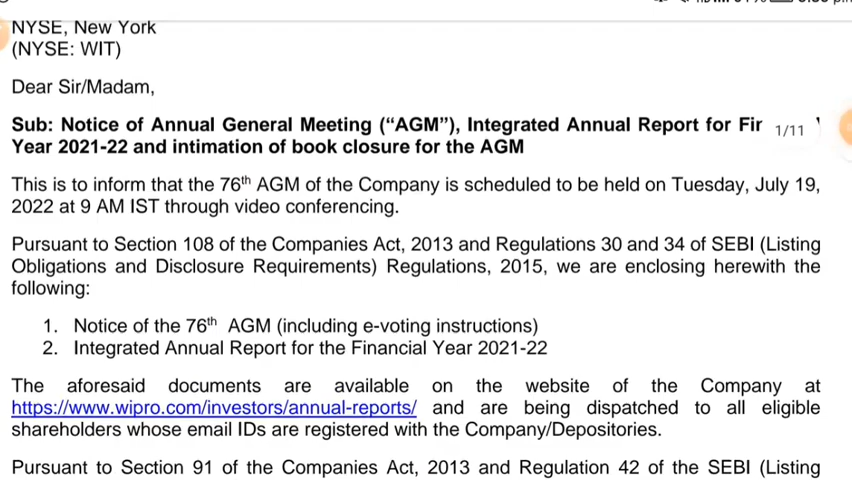 NYSE, New York
(NYSE: WIT)
Dear Sir/Madam,
Sub: Notice of Annual General Meeting (“AGM”), Integrated Annual Report for Fir
1/11
Year 2021-22 and intimation of book closure for the AGM
This is to inform that the 76th AGM of the Company is scheduled to be held on Tuesday, July 19,
2022 at 9 AM IST through video conferencing.
Pursuant to Section 108 of the Companies Act, 2013 and Regulations 30 and 34 of SEBI (Listing
Obligations and Disclosure Requirements) Regulations, 2015, we are enclosing herewith the
following:
1. Notice of the 76th AGM (including e-voting instructions)
2. Integrated Annual Report for the Financial Year 2021-22
The aforesaid documents are available on the website of the Company at
https://www.wipro.com/investors/annual-reports/ and are being dispatched to all eligible
shareholders whose email IDs are registered with the Company/Depositories.
Pursuant to Section 91 of the Companies Act, 2013 and Regulation 42 of the SEBI (Listing